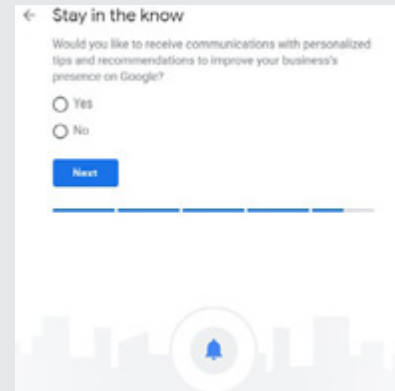 Stay in the know
Would you like to receive communications with personalized
tips and recommendations to improve your business's
presence on Google?
Yes
No
Next